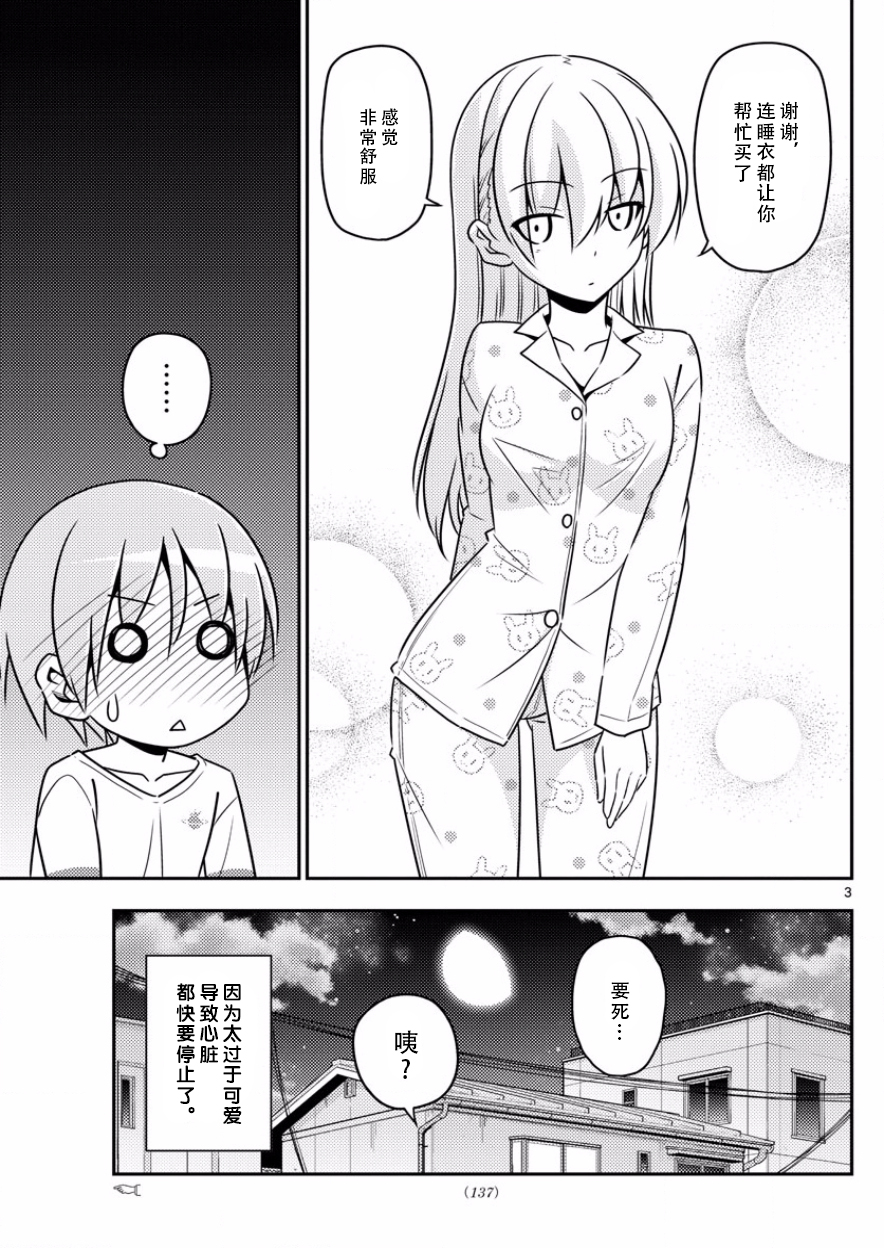 谢谢,
连睡衣都让你
帮忙买了
感觉
非常舒服
……
3
要死…
咦?
因为太过于可爱
导致心脏
都快要停止了。
(137)